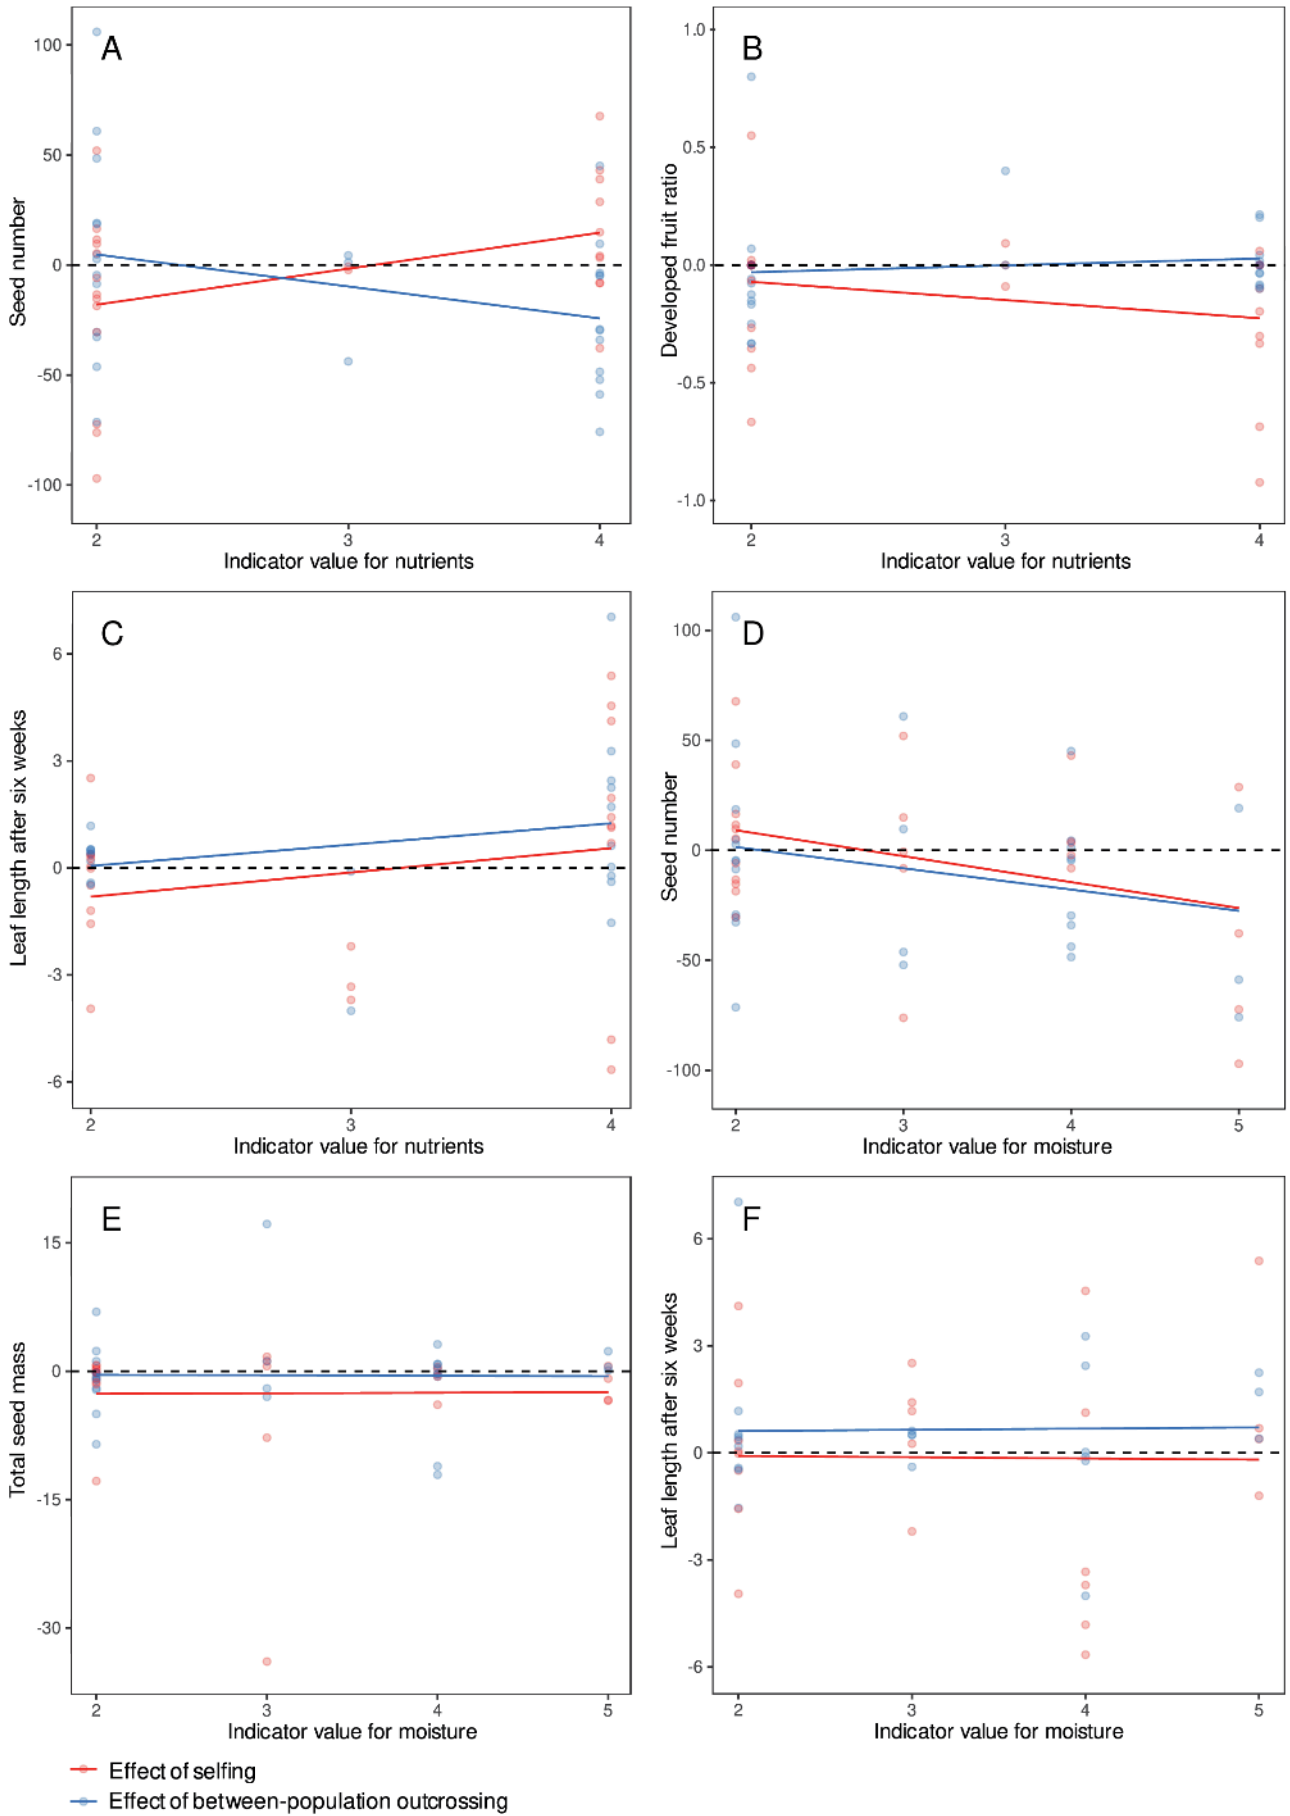 A
100
50
0
-50
-100
Seed number
2
3
4
Indicator value for nutrients
B
1.0
0.5
0.0
-0.5
-1.0
Developed fruit ratio
2
3
4
Indicator value for nutrients
C
6
3
0
-3
-6
Leaf length after six weeks
2
3
4
Indicator value for nutrients
D
100
50
0
-50
-100
Seed number
2
3
4
5
Indicator value for moisture
E
15
0
-15
-30
Total seed mass
2
3
4
5
Indicator value for moisture
F
6
3
0
-3
-6
Leaf length after six weeks
2
3
4
5
Indicator value for moisture
Effect of selfing
Effect of between-population outcrossing